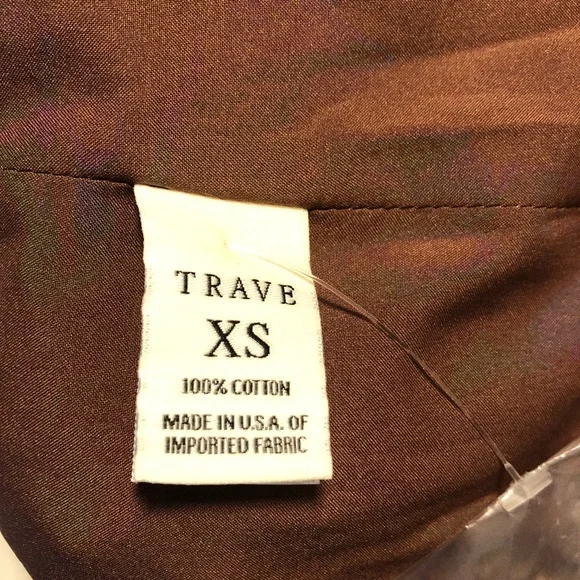 TRAVE
XS
100% COTTON
MADE IN U.S.A. OF
IMPORTED FABRIC